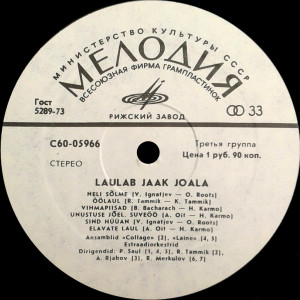 МИНИСТЕРСТВО КУЛЬТУРЫ СССР
МЕЛОДИЯ
ВСЕСОЮЗНАЯ ФИРМА ГРАМПЛАСТИНОК
Гост
5289-73
33
РИЖСКИЙ ЗАВОД
С60-05966
Третья группа
Цена 1 руб. 90 коп.
СТЕРЕО
LAULAB JAAK JOALA
NELI SÕLME (V. Ignatjev — O. Roots)
ÖÖLAUL (R. Tammik — K. Tammik)
VIHMAPIISAD (B. Bacharach — H. Karmo)
UNUSTUSE JÕEL, SUVEÖÖ (A. Oit — H. Karmo)
SIND HÜÜAN (V. Ignatjev — O. Roots)
ELAVATE LAUL (A. Oit — H. Karmo)
Ansamblid «Collage» (2), «Laine» (4, 5)
Estraadiorkestrid
Dirigendid: P. Saul (1, 4, 5), R. Tammik (2),
A. Rjabov (3), R. Merkulov (6, 7)